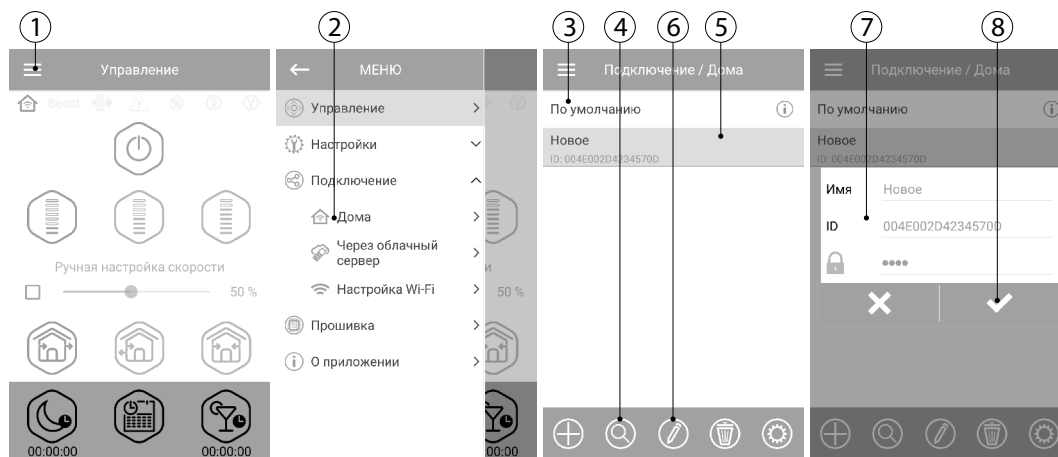 1
2
3
4
6
5
7
8
Управление
Boost
Ручная настройка скорости
50 %
00:00:00
00:00:00
МЕНЮ
Управление
Настройки
Подключение
Дома
Через облачный
сервер
Настройка Wi-Fi
Прошивка
О приложении
и
50 %
00:00
Подключение / Дома
По умолчанию
Новое
ID: 004E002D4234570D
Подключение / Дома
По умолчанию
Новое
ID: 004E002D4234570D
Имя Новое
ID 004E002D4234570D
••••